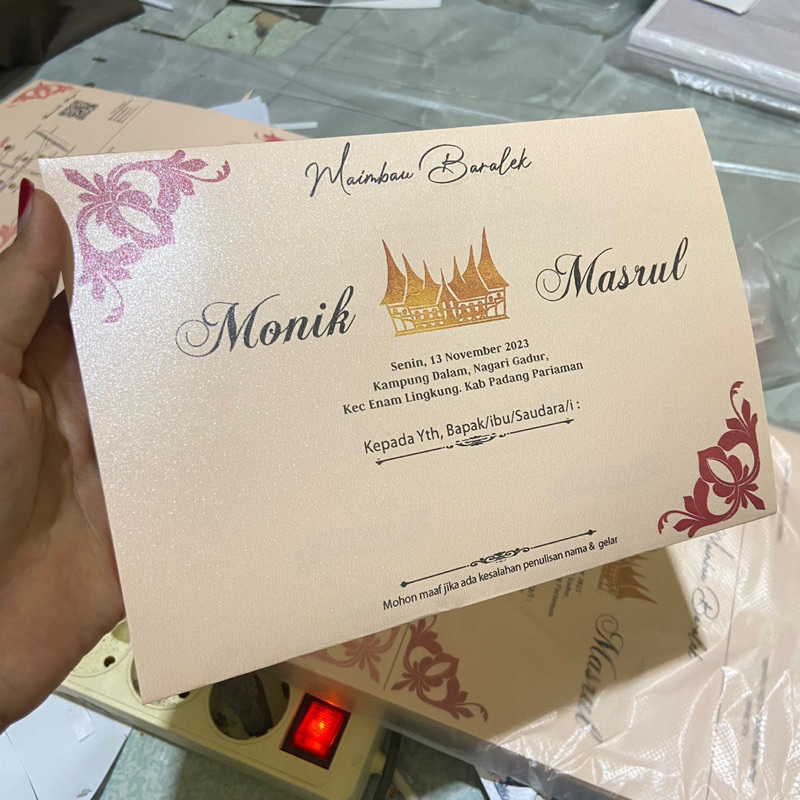 Maimbau Baralek
Monik
Masrul
Senin, 13 November 2023
Kampung Dalam, Nagari Gadur,
Kec Enam Lingkung. Kab Padang Pariaman
Kepada Yth, Bapak/ibu/Saudara/i :
Mohon maaf jika ada kesalahan penulisan nama & gelar
Masrul